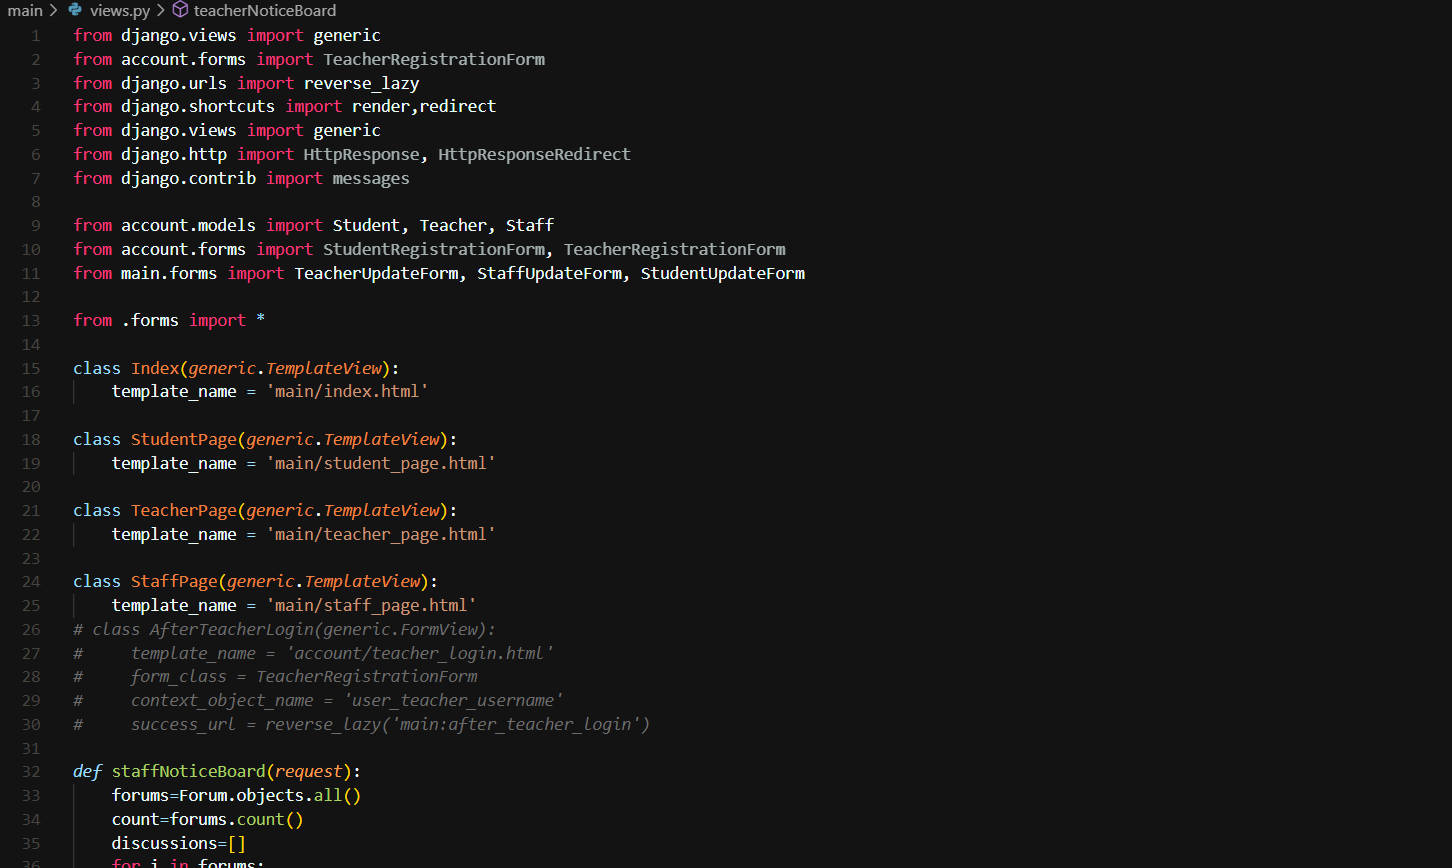 main > views.py > teacherNoticeBoard
1 from django.views import generic
2 from account.forms import TeacherRegistrationForm
3 from django.urls import reverse_lazy
4 from django.shortcuts import render,redirect
5 from django.views import generic
6 from django.http import HttpResponse, HttpResponseRedirect
7 from django.contrib import messages
8
9 from account.models import Student, Teacher, Staff
10 from account.forms import StudentRegistrationForm, TeacherRegistrationForm
11 from main.forms import TeacherUpdateForm, StaffUpdateForm, StudentUpdateForm
12
13 from .forms import *
14
15 class Index(generic.TemplateView):
16     template_name = 'main/index.html'
17
18 class StudentPage(generic.TemplateView):
19     template_name = 'main/student_page.html'
20
21 class TeacherPage(generic.TemplateView):
22     template_name = 'main/teacher_page.html'
23
24 class StaffPage(generic.TemplateView):
25     template_name = 'main/staff_page.html'
26 # class AfterTeacherLogin(generic.FormView):
27 #     template_name = 'account/teacher_login.html'
28 #     form_class = TeacherRegistrationForm
29 #     context_object_name = 'user_teacher_username'
30 #     success_url = reverse_lazy('main:after_teacher_login')
31
32 def staffNoticeBoard(request):
33     forums=Forum.objects.all()
34     count=forums.count()
35     discussions=[]
36     for i in forums: